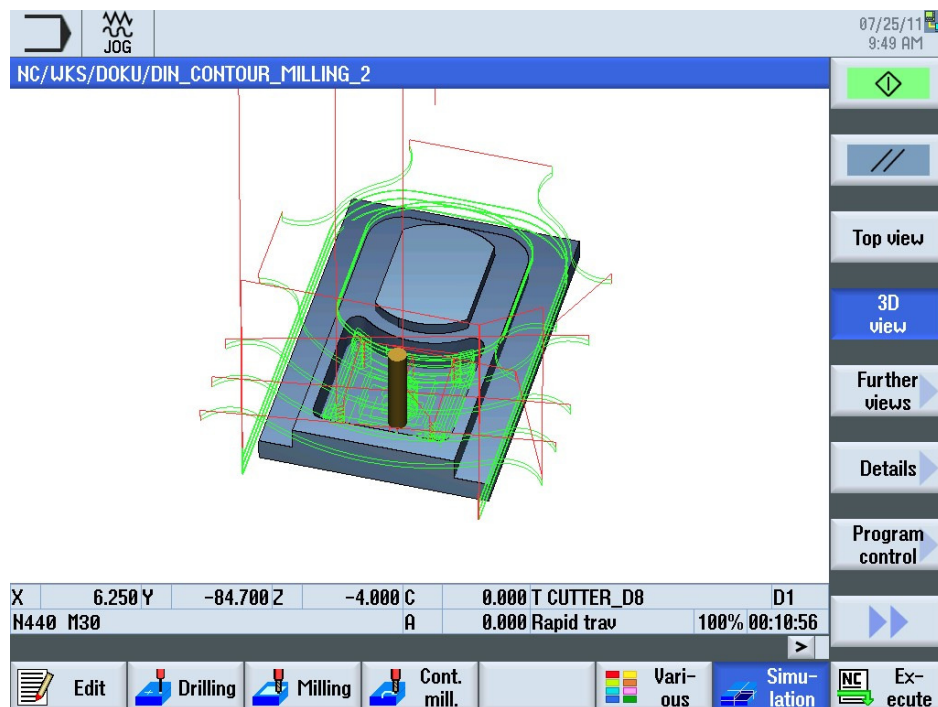 JOG
07/25/11
9:49 AM
NC/WKS/DOKU/DIN_CONTOUR_MILLING_2
Top view
3D
view
Further
views
Details
Program
control
X 6.250 Y -84.700 Z -4.000 C 0.000 T CUTTER_D8 D1
N440 M30 A 0.000 Rapid trav 100% 00:10:56
>
Edit
Drilling
Milling
Cont.
mill.
Vari-
ous
Simu-
lation
NC
Ex-
ecute